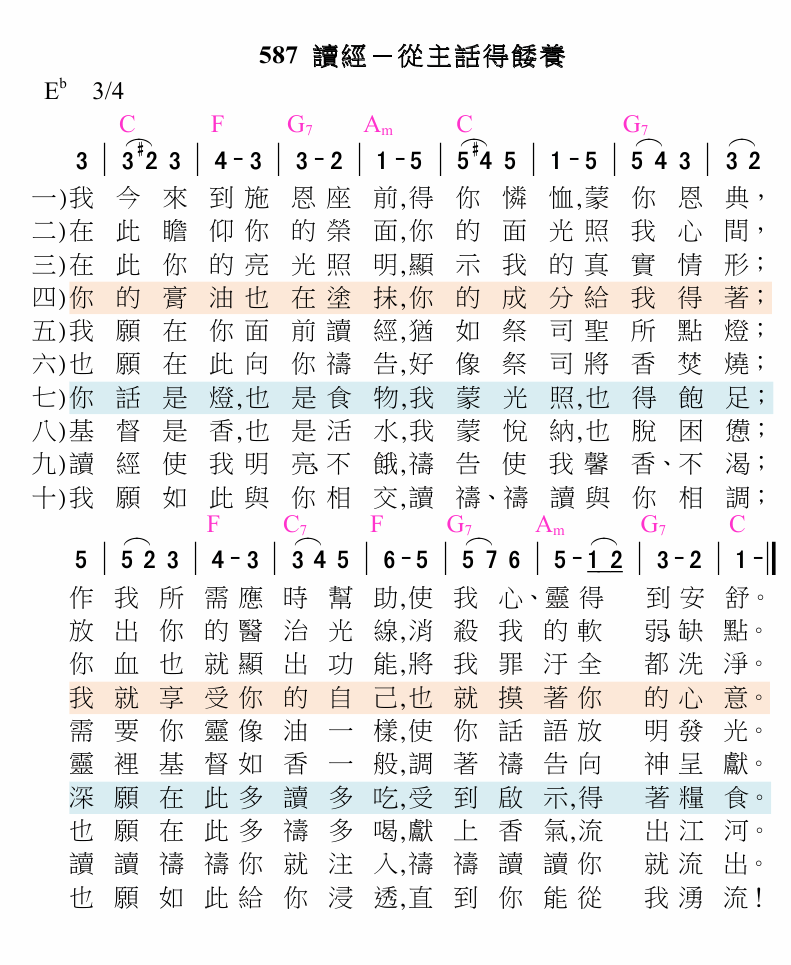 587 讀經－從主話得餧養
E♭ 3/4
C F G7 Am C G7
3 | 3 #2 3 | 4 - 3 | 3 - 2 | 1 - 5 | 5 #4 5 | 1 - 5 | 5 4 3 | 3 2
一)我今來到施恩座前,得你憐恤,蒙你恩典，
二)在此瞻仰你的榮面,你的面光照我心間，
三)在此你的亮光照明,顯示我的真實情形；
四)你的膏油也在塗抹,你的成分給我得著；
五)我願在你面前讀經,猶如祭司聖所點燈；
六)也願在此向你禱告,好像祭司將香焚燒；
七)你話是燈,也是食物,我蒙光照,也得飽足；
八)基督是香,也是活水,我蒙悅納,也脫困憊；
九)讀經使我明亮、不餓,禱告使我馨香、不渴；
十)我願如此與你相交,讀禱、禱讀與你相調；
F C7 F G7 Am G7 C
5 | 5 2 3 | 4 - 3 | 3 4 5 | 6 - 5 | 5 7 6 | 5 - 1 2 | 3 - 2 | 1 - ‖
作我所需應時幫助,使我心、靈得到安舒。
放出你的醫治光線,消殺我的軟弱、缺點。
你血也就顯出功能,將我罪汙全都洗淨。
我就享受你的自己,也就摸著你的心意。
需要你靈像油一樣,使你話語放明發光。
靈裡基督如香一般,調著禱告向神呈獻。
深願在此多讀多吃,受到啟示,得著糧食。
也願在此多禱多喝,獻上香氣,流出江河。
讀讀禱禱你就注入,禱禱讀讀你就流出。
也願如此給你浸透,直到你能從我湧流！